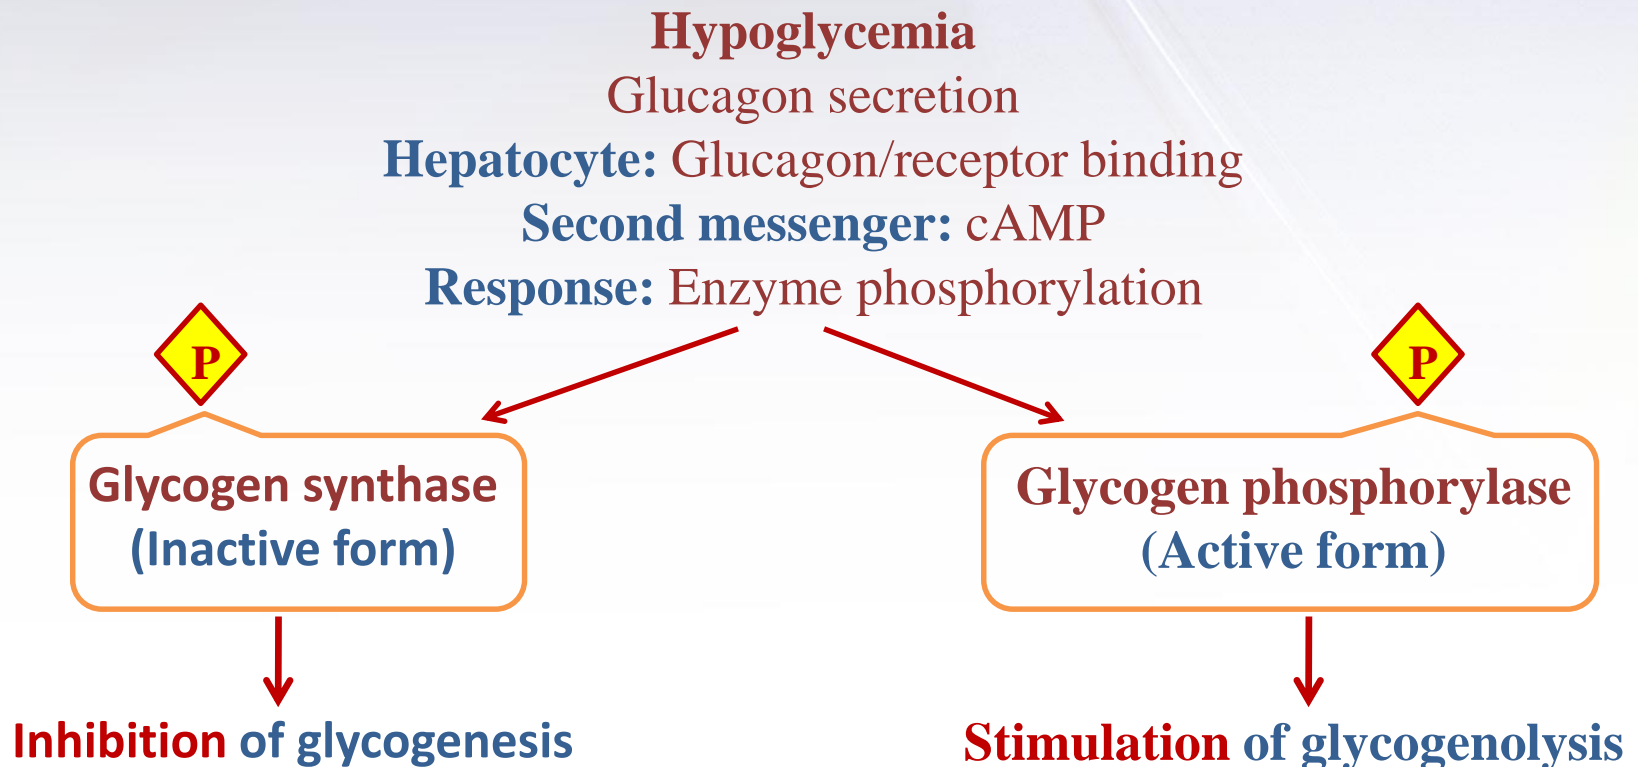 Hypoglycemia
Glucagon secretion
Hepatocyte: Glucagon/receptor binding
Second messenger: cAMP
Response: Enzyme phosphorylation
P
P
Glycogen synthase
(Inactive form)
Glycogen phosphorylase
(Active form)
Inhibition of glycogenesis
Stimulation of glycogenolysis